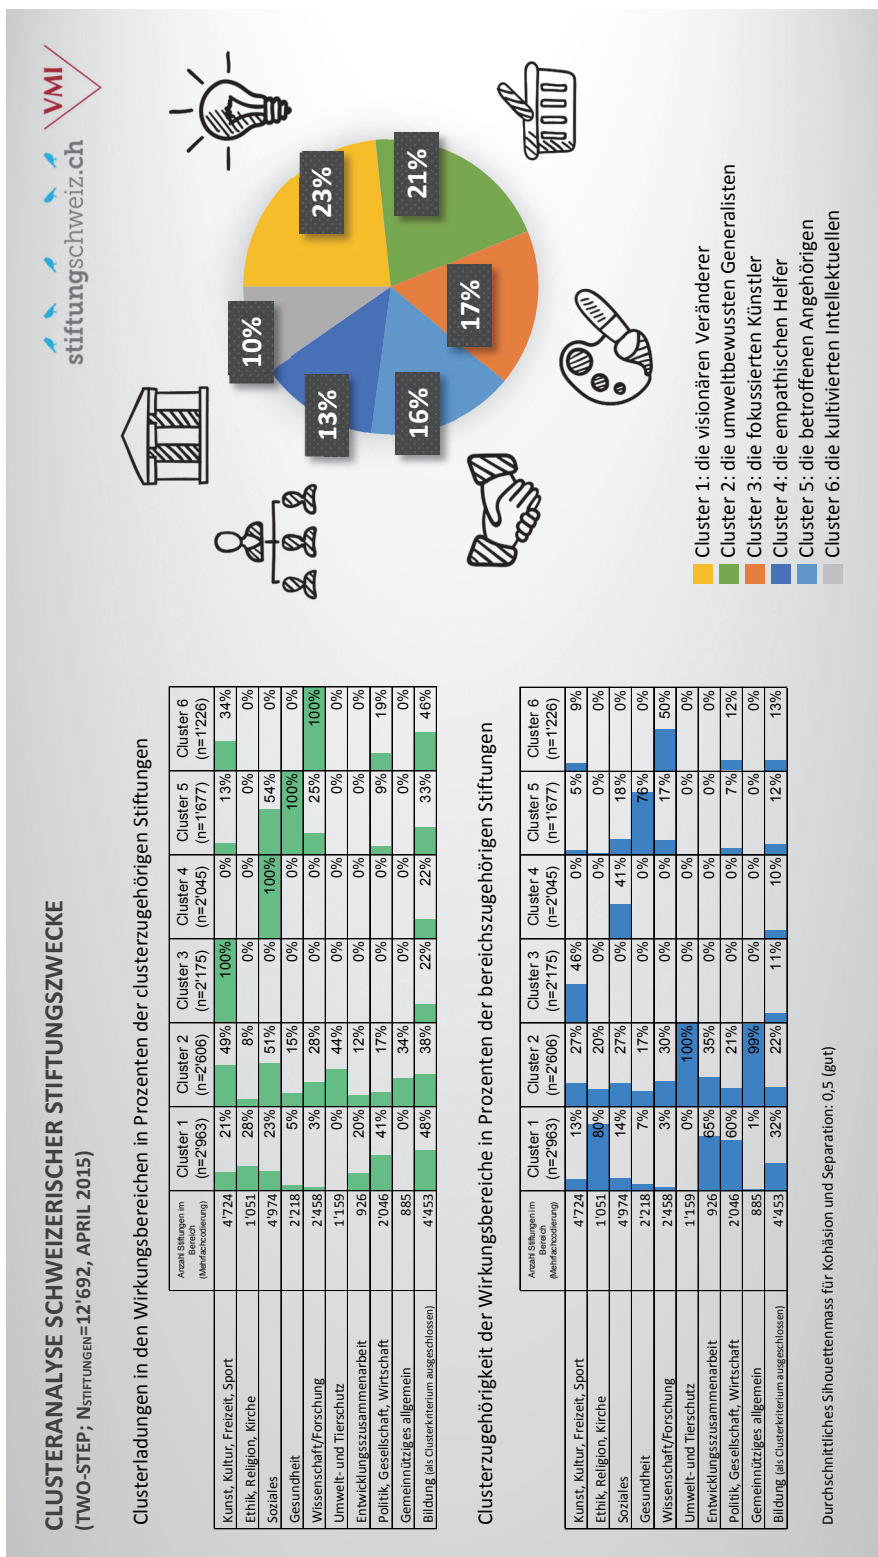 CLUSTERANALYSE SCHWEIZERISCHER STIFTUNGSZWECKE
(TWO-STEP; NSTIFTUNGEN=12'692, APRIL 2015)
stiftungschweiz.ch
VMI
Clusterladungen in den Wirkungsbereichen in Prozenten der clusterzugehörigen Stiftungen
Anzahl Stiftungen im Bereich (Mehrfachcodierung) Cluster 1 (n=2'963) Cluster 2 (n=2'606) Cluster 3 (n=2'175) Cluster 4 (n=2'045) Cluster 5 (n=1'677) Cluster 6 (n=1'226)
Kunst, Kultur, Freizeit, Sport 4'724 21% 49% 100% 0% 13% 34%
Ethik, Religion, Kirche 1'051 28% 8% 0% 0% 0% 0%
Soziales 4'974 23% 51% 0% 100% 54% 0%
Gesundheit 2'218 5% 15% 0% 0% 100% 0%
Wissenschaft/Forschung 2'458 3% 28% 0% 0% 25% 100%
Umwelt- und Tierschutz 1'159 0% 44% 0% 0% 0% 0%
Entwicklungsszusammenarbeit 926 20% 12% 0% 0% 0% 0%
Politik, Gesellschaft, Wirtschaft 2'046 41% 17% 0% 0% 9% 19%
Gemeinnütziges allgemein 885 0% 34% 0% 0% 0% 0%
Bildung (als Clusterkriterium ausgeschlossen) 4'453 48% 38% 22% 22% 33% 46%
Clusterzugehörigkeit der Wirkungsbereiche in Prozenten der bereichszugehörigen Stiftungen
Anzahl Stiftungen im Bereich (Mehrfachcodierung) Cluster 1 (n=2'963) Cluster 2 (n=2'606) Cluster 3 (n=2'175) Cluster 4 (n=2'045) Cluster 5 (n=1'677) Cluster 6 (n=1'226)
Kunst, Kultur, Freizeit, Sport 4'724 13% 27% 46% 0% 5% 9%
Ethik, Religion, Kirche 1'051 80% 20% 0% 0% 0% 0%
Soziales 4'974 14% 27% 0% 41% 18% 0%
Gesundheit 2'218 7% 17% 0% 0% 76% 0%
Wissenschaft/Forschung 2'458 3% 30% 0% 0% 17% 50%
Umwelt- und Tierschutz 1'159 0% 100% 0% 0% 0% 0%
Entwicklungsszusammenarbeit 926 65% 35% 0% 0% 0% 0%
Politik, Gesellschaft, Wirtschaft 2'046 60% 21% 0% 0% 7% 12%
Gemeinnütziges allgemein 885 1% 99% 0% 0% 0% 0%
Bildung (als Clusterkriterium ausgeschlossen) 4'453 32% 22% 11% 10% 12% 13%
Durchschnittliches Sihouettenmass für Kohäsion und Separation: 0,5 (gut)
10%
23%
13%
21%
16%
17%
Cluster 1: die visionären Veränderer
Cluster 2: die umweltbewussten Generalisten
Cluster 3: die fokussierten Künstler
Cluster 4: die empathischen Helfer
Cluster 5: die betroffenen Angehörigen
Cluster 6: die kultivierten Intellektuellen